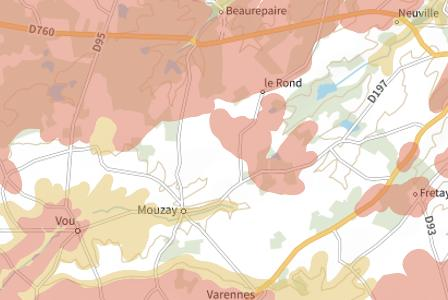 Beaurepaire
Neuville
D760
D95
le Rond
D197
Mouzay
Fretay
Vou
D93
Varennes